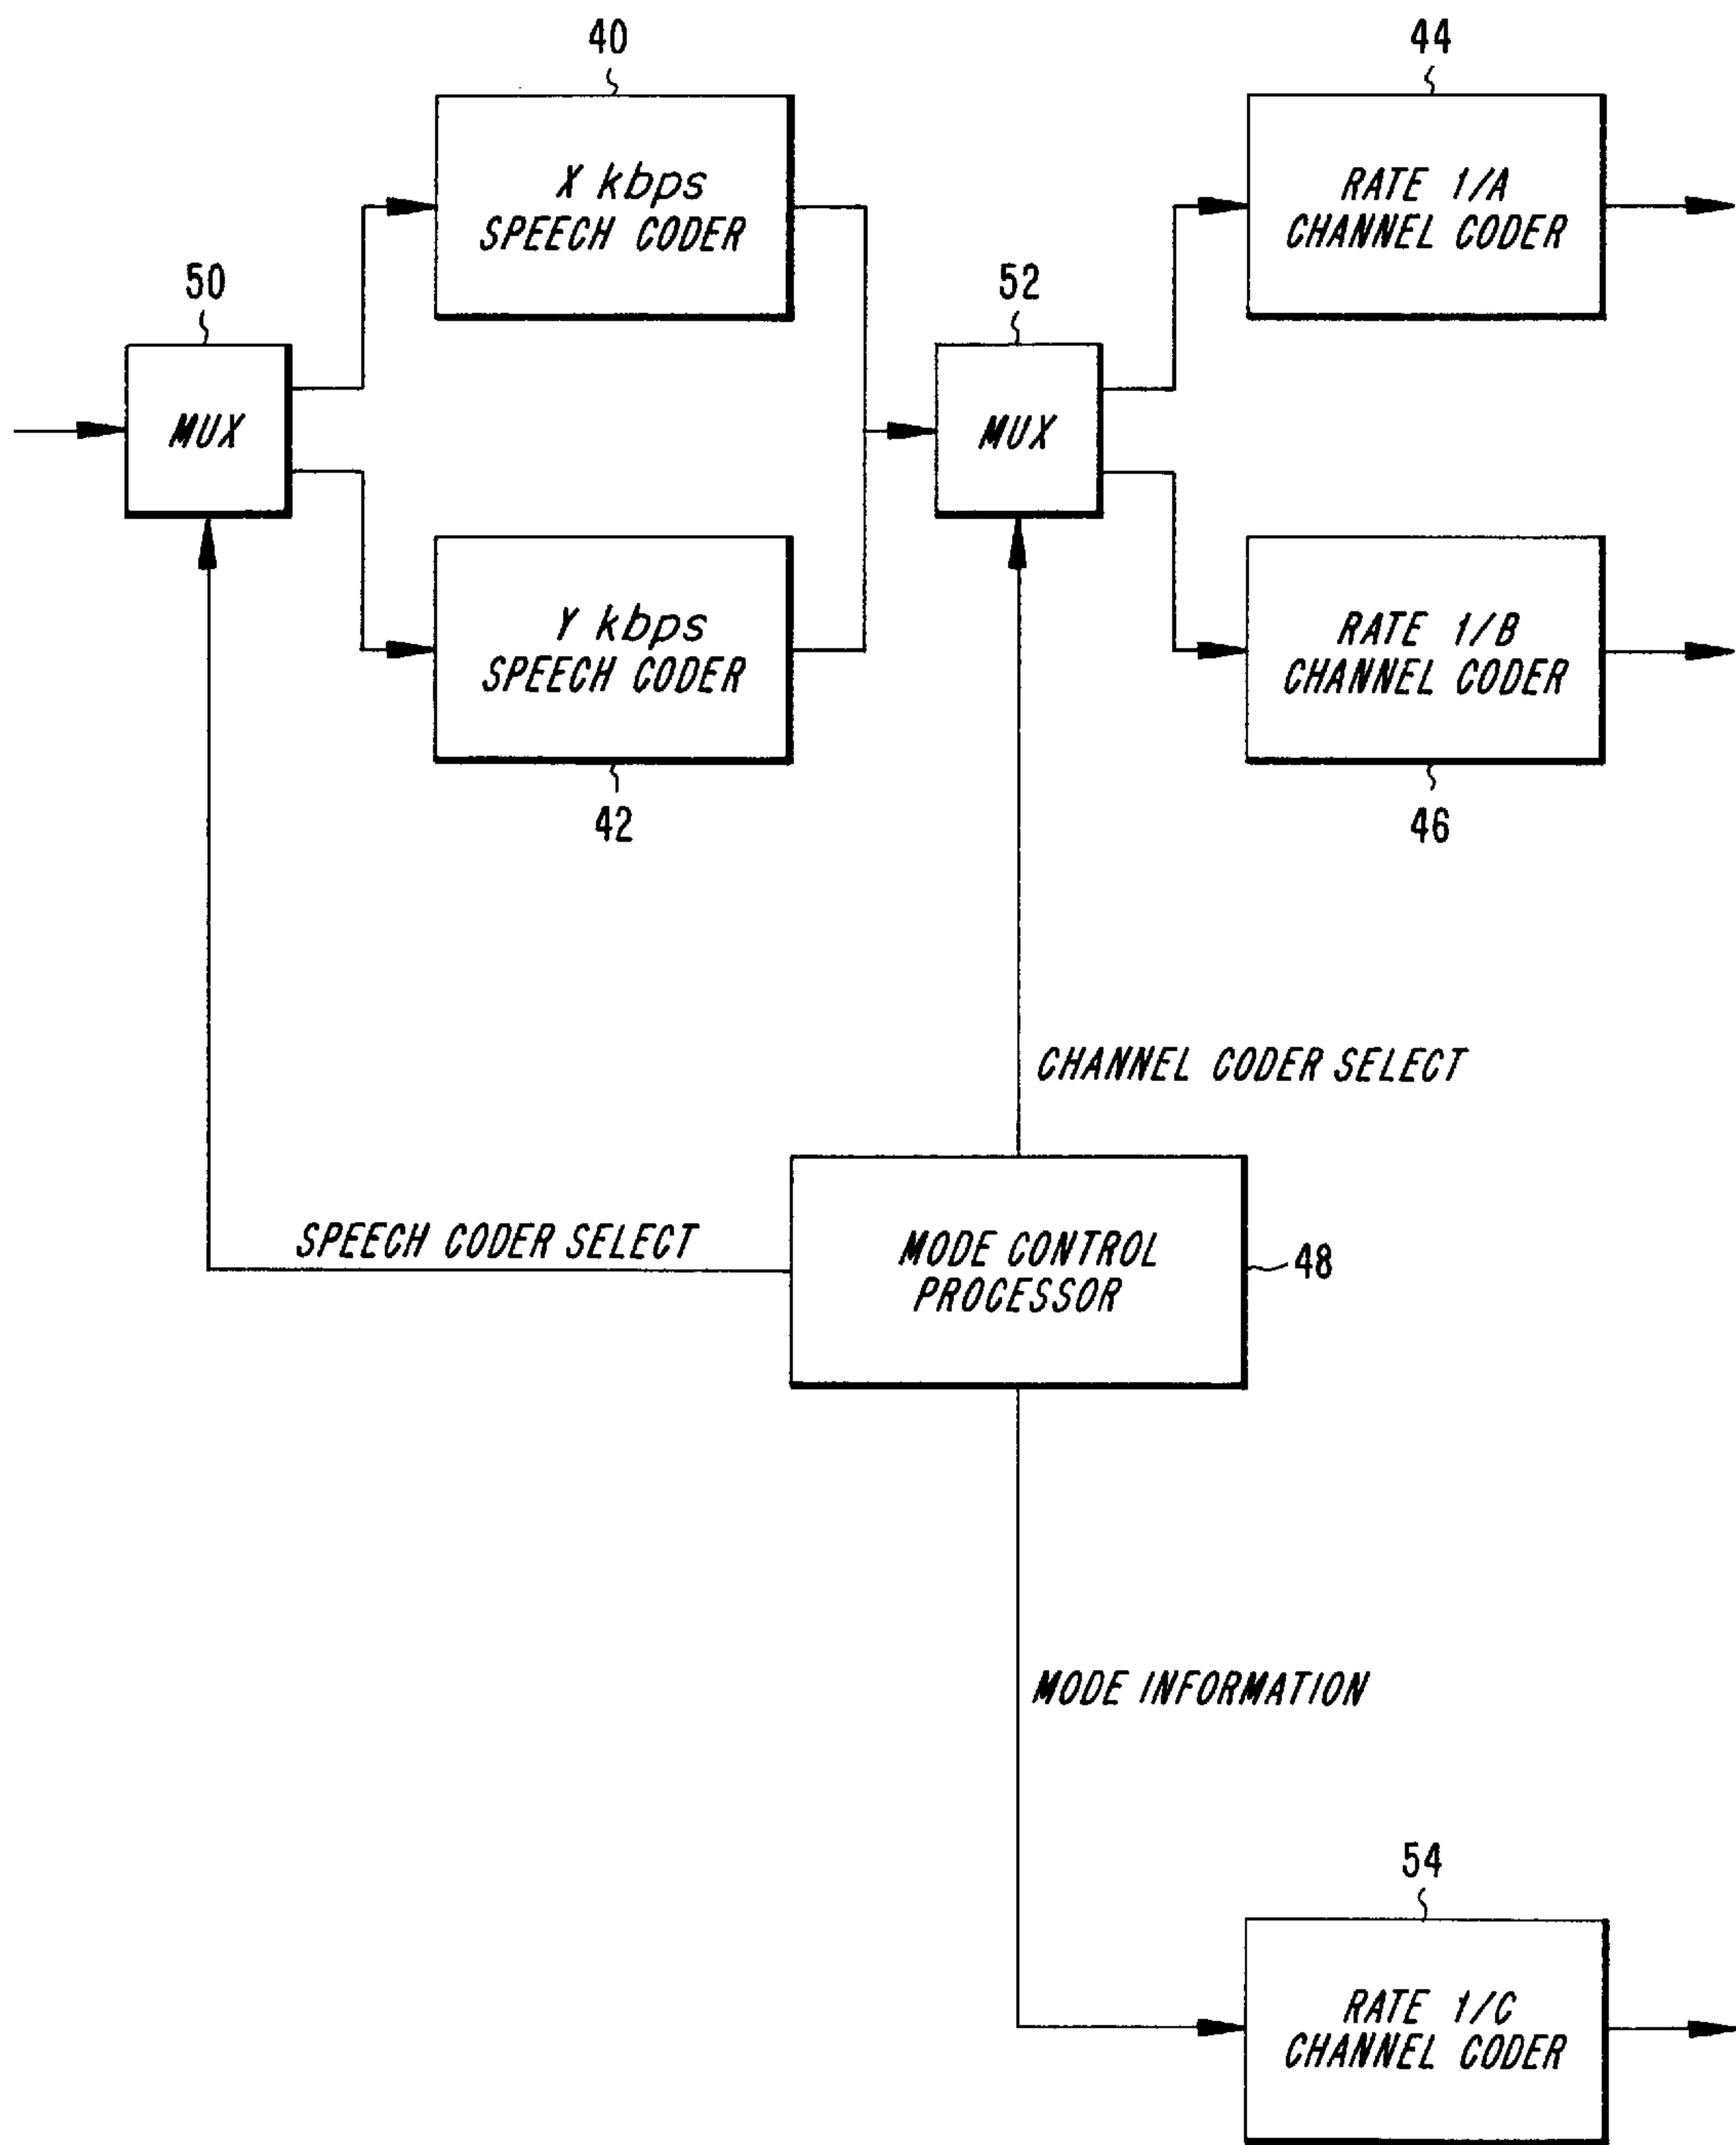 40
44
X kbps
SPEECH CODER
RATE 1/A
CHANNEL CODER
50
52
MUX
MUX
Y kbps
SPEECH CODER
RATE 1/B
CHANNEL CODER
42
46
CHANNEL CODER SELECT
SPEECH CODER SELECT
MODE CONTROL
PROCESSOR
48
MODE INFORMATION
54
RATE 1/C
CHANNEL CODER